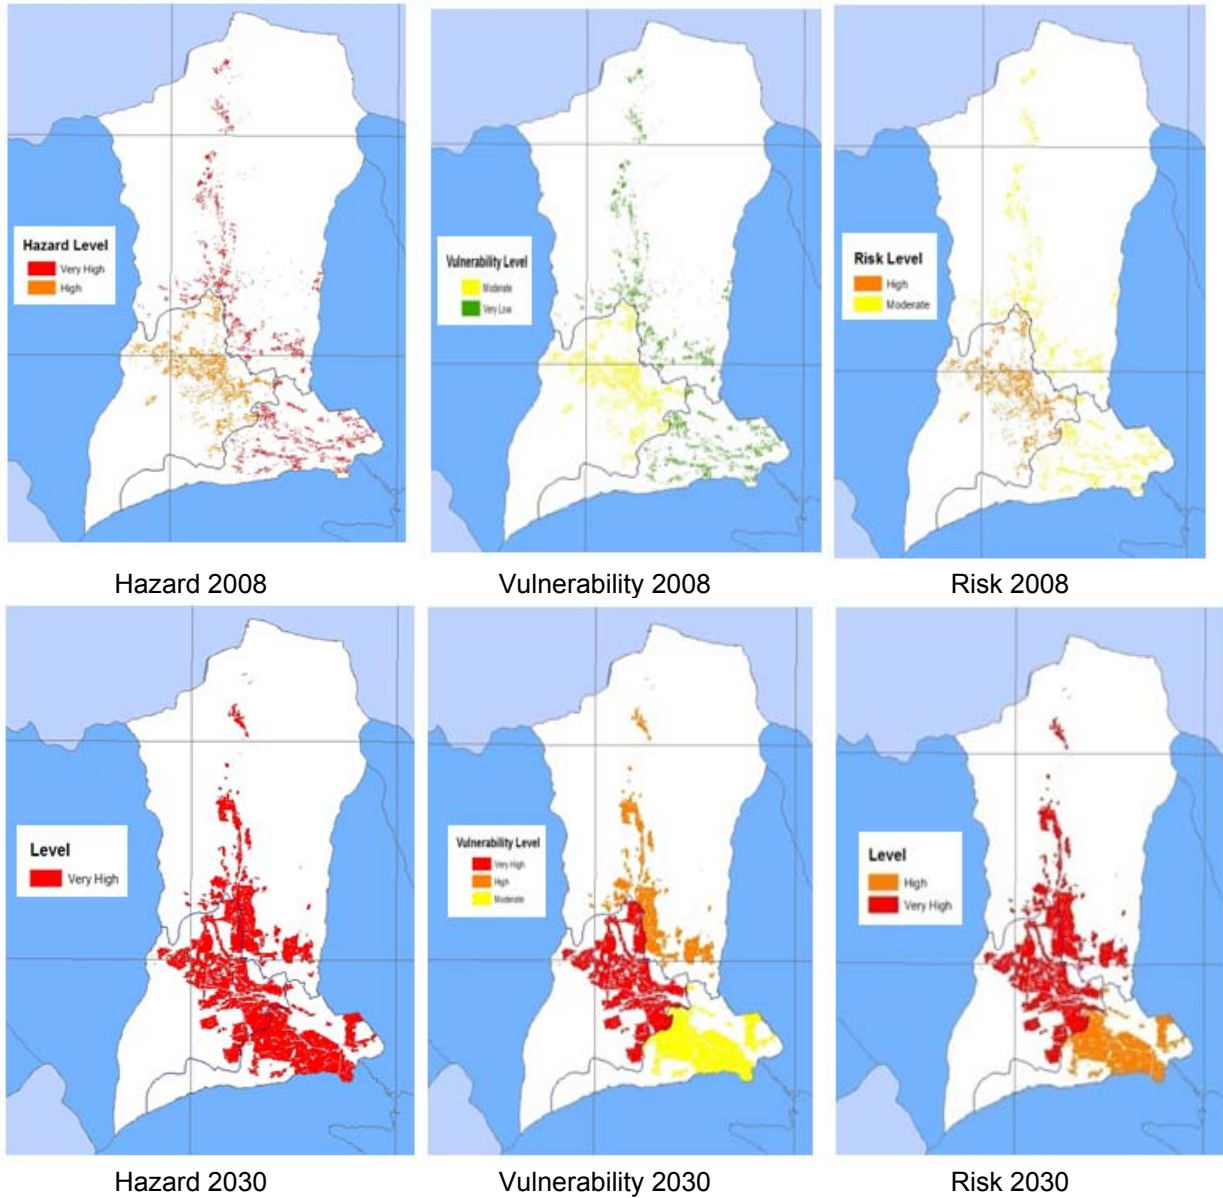 Hazard Level
Very High
High
Vulnerability Level
Moderate
Very Low
Risk Level
High
Moderate
Hazard 2008
Vulnerability 2008
Risk 2008
Level
Very High
Vulnerability Level
Very High
High
Moderate
Level
High
Very High
Hazard 2030
Vulnerability 2030
Risk 2030